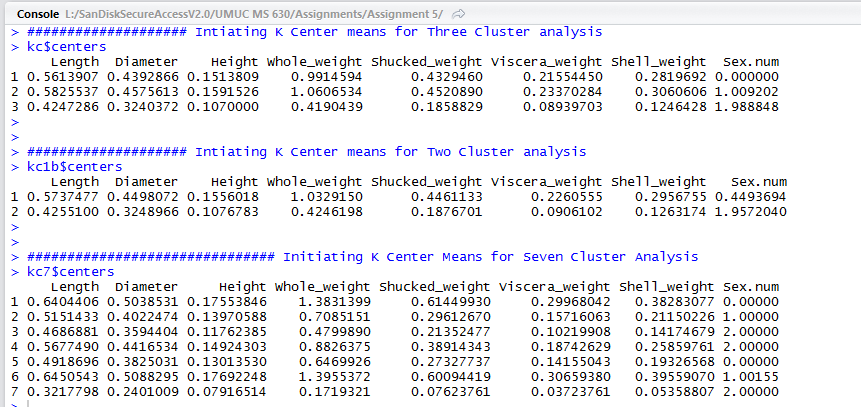 Console L:/SanDiskSecureAccessV2.0/UMUC MS 630/Assignments/Assignment 5/
> #################### Intiating K Center means for Three Cluster analysis
> kc$centers
Length Diameter Height Whole_weight Shucked_weight Viscera_weight Shell_weight Sex.num
1 0.5613907 0.4392866 0.1513809 0.9914594 0.4329460 0.21554450 0.2819692 0.000000
2 0.5825537 0.4575613 0.1591526 1.0606534 0.4520890 0.23370284 0.3060606 1.009202
3 0.4247286 0.3240372 0.1070000 0.4190439 0.1858829 0.08939703 0.1246428 1.988848
>
>
> #################### Intiating K Center means for Two Cluster analysis
> kc1b$centers
Length Diameter Height Whole_weight Shucked_weight Viscera_weight Shell_weight Sex.num
1 0.5737477 0.4498072 0.1556018 1.0329150 0.4461133 0.2260555 0.2956755 0.4493694
2 0.4255100 0.3248966 0.1076783 0.4246198 0.1876701 0.0906102 0.1263174 1.9572040
>
>
> ############################### Initiating K Center Means for Seven Cluster Analysis
> kc7$centers
Length Diameter Height Whole_weight Shucked_weight Viscera_weight Shell_weight Sex.num
1 0.6404406 0.5038531 0.17553846 1.3831399 0.61449930 0.29968042 0.38283077 0.00000
2 0.5151433 0.4022474 0.13970588 0.7085151 0.29612670 0.15716063 0.21150226 1.00000
3 0.4686881 0.3594404 0.11762385 0.4799890 0.21352477 0.10219908 0.14174679 2.00000
4 0.5677490 0.4416534 0.14924303 0.8826375 0.38914343 0.18742629 0.25859761 2.00000
5 0.4918696 0.3825031 0.13013530 0.6469926 0.27327737 0.14155043 0.19326568 0.00000
6 0.6450543 0.5088295 0.17692248 1.3955372 0.60094419 0.30659380 0.39559070 1.00155
7 0.3217798 0.2401009 0.07916514 0.1719321 0.07623761 0.03723761 0.05358807 2.00000
>